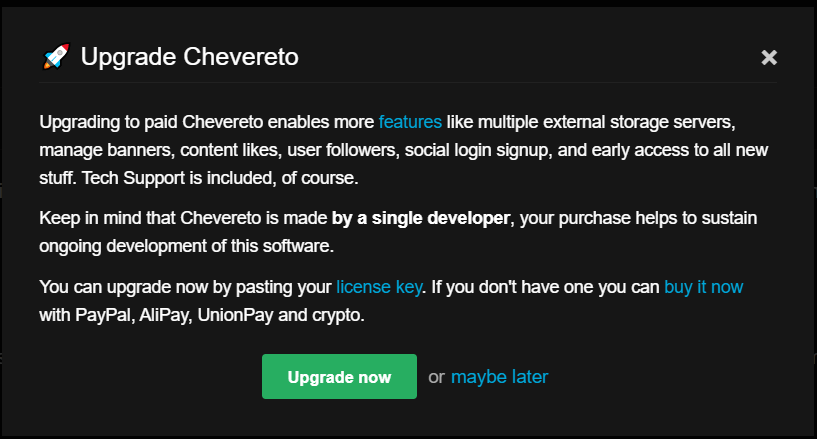 Upgrade Chevereto
Upgrading to paid Chevereto enables more features like multiple external storage servers,
manage banners, content likes, user followers, social login signup, and early access to all new
stuff. Tech Support is included, of course.
Keep in mind that Chevereto is made by a single developer, your purchase helps to sustain
ongoing development of this software.
You can upgrade now by pasting your license key. If you don't have one you can buy it now
with PayPal, AliPay, UnionPay and crypto.
Upgrade now or maybe later